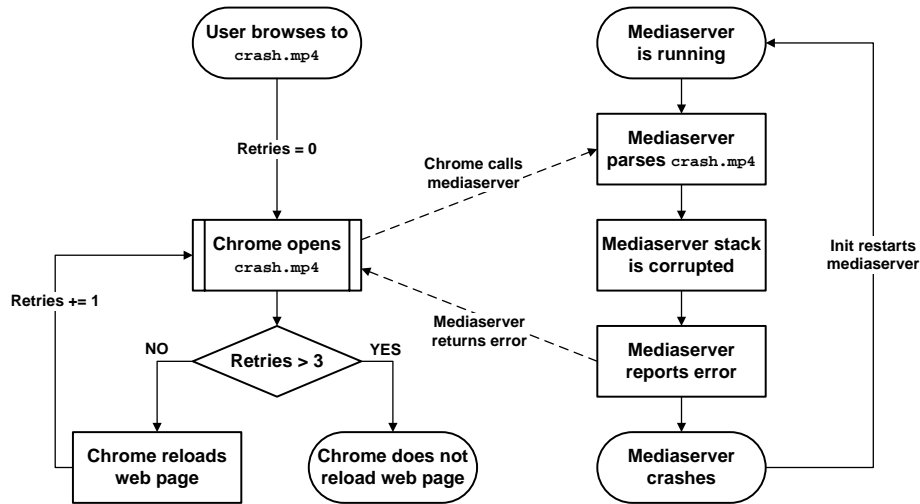 User browses to
crash.mp4
Mediaserver
is running
Retries = 0
Mediaserver
parses crash.mp4
Chrome calls
mediaserver
Chrome opens
crash.mp4
Mediaserver stack
is corrupted
Init restarts
mediaserver
Retries += 1
Mediaserver
returns error
NO
Retries > 3
YES
Mediaserver
reports error
Chrome reloads
web page
Chrome does not
reload web page
Mediaserver
crashes